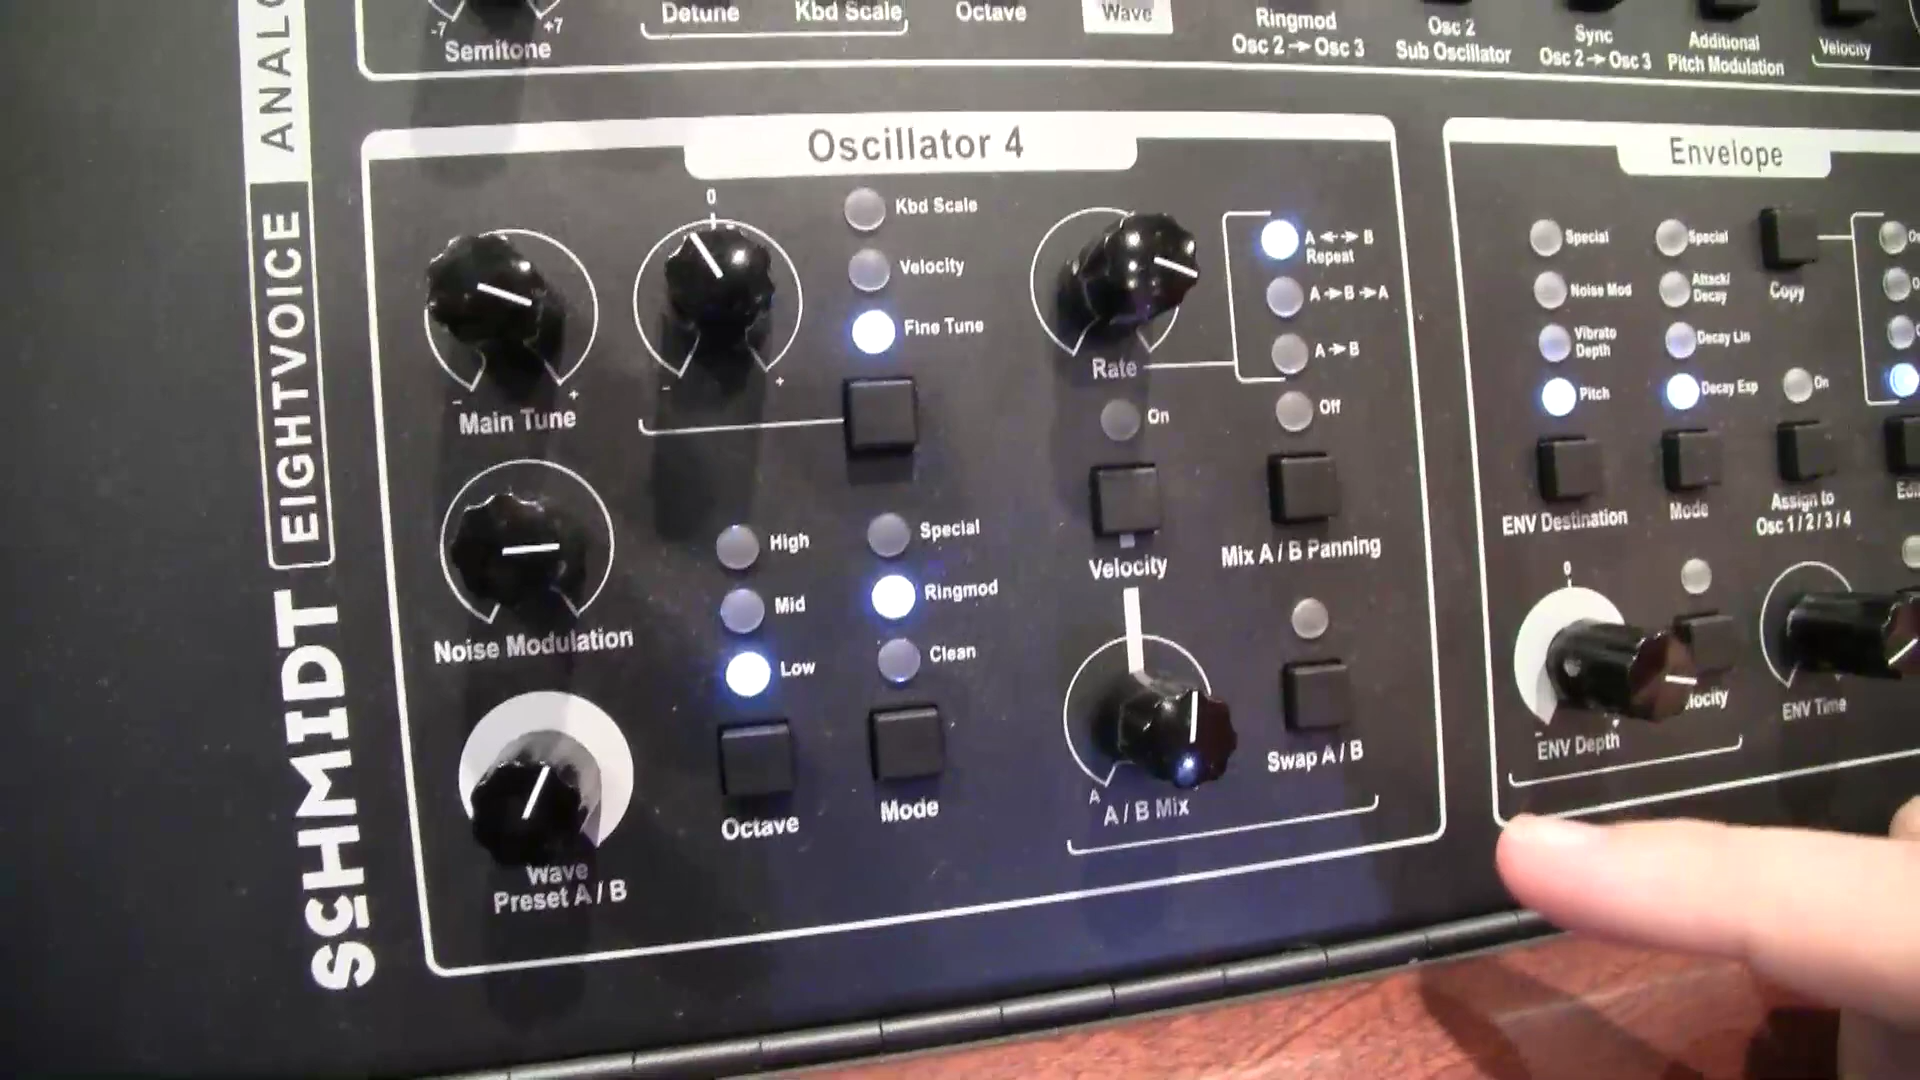 -7
+7
Semitone
Detune
Kbd Scale
Octave
Wave
Ringmod
Osc 2 → Osc 3
Osc 2
Sub Oscillator
Sync
Osc 2 → Osc 3
Additional
Pitch Modulation
Velocity
SCHMIDT EIGHTVOICE
Oscillator 4
0
-
+
Main Tune
-
+
Kbd Scale
Velocity
Fine Tune
Rate
A ←→ B
Repeat
A → B → A
A → B
Off
On
Velocity
Mix A / B Panning
Noise Modulation
High
Mid
Low
Octave
Special
Ringmod
Clean
Mode
Wave
Preset A / B
A
A / B Mix
Swap A / B
Envelope
Special
Noise Mod
Vibrato
Depth
Pitch
ENV Destination
Special
Attack/
Decay
Decay Lin
Decay Exp
Mode
Copy
On
Assign to
Osc 1 / 2 / 3 / 4
0
-
ENV Depth
ENV Time